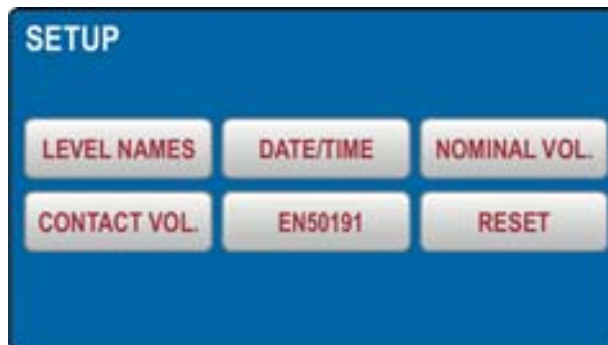 SETUP
LEVEL NAMES DATE/TIME NOMINAL VOL.
CONTACT VOL. EN50191 RESET